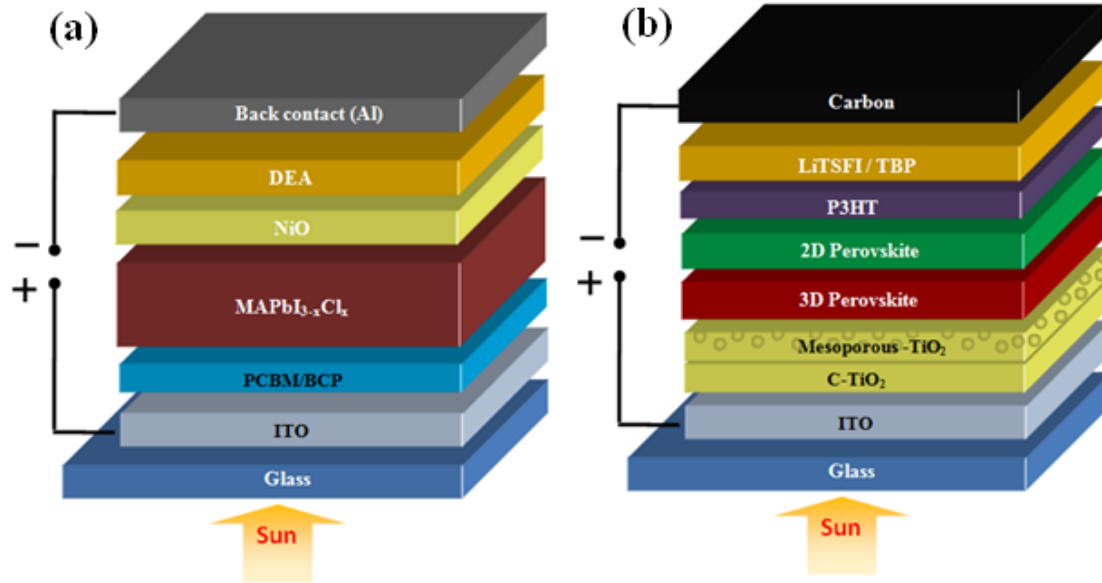 (a)
Back contact (Al)
DEA
NiO
MAPbI₃₋ₓClₓ
PCBM/BCP
ITO
Glass
−
+
Sun
(b)
Carbon
LiTSFI / TBP
P3HT
2D Perovskite
3D Perovskite
Mesoporous -TiO₂
C-TiO₂
ITO
Glass
−
+
Sun